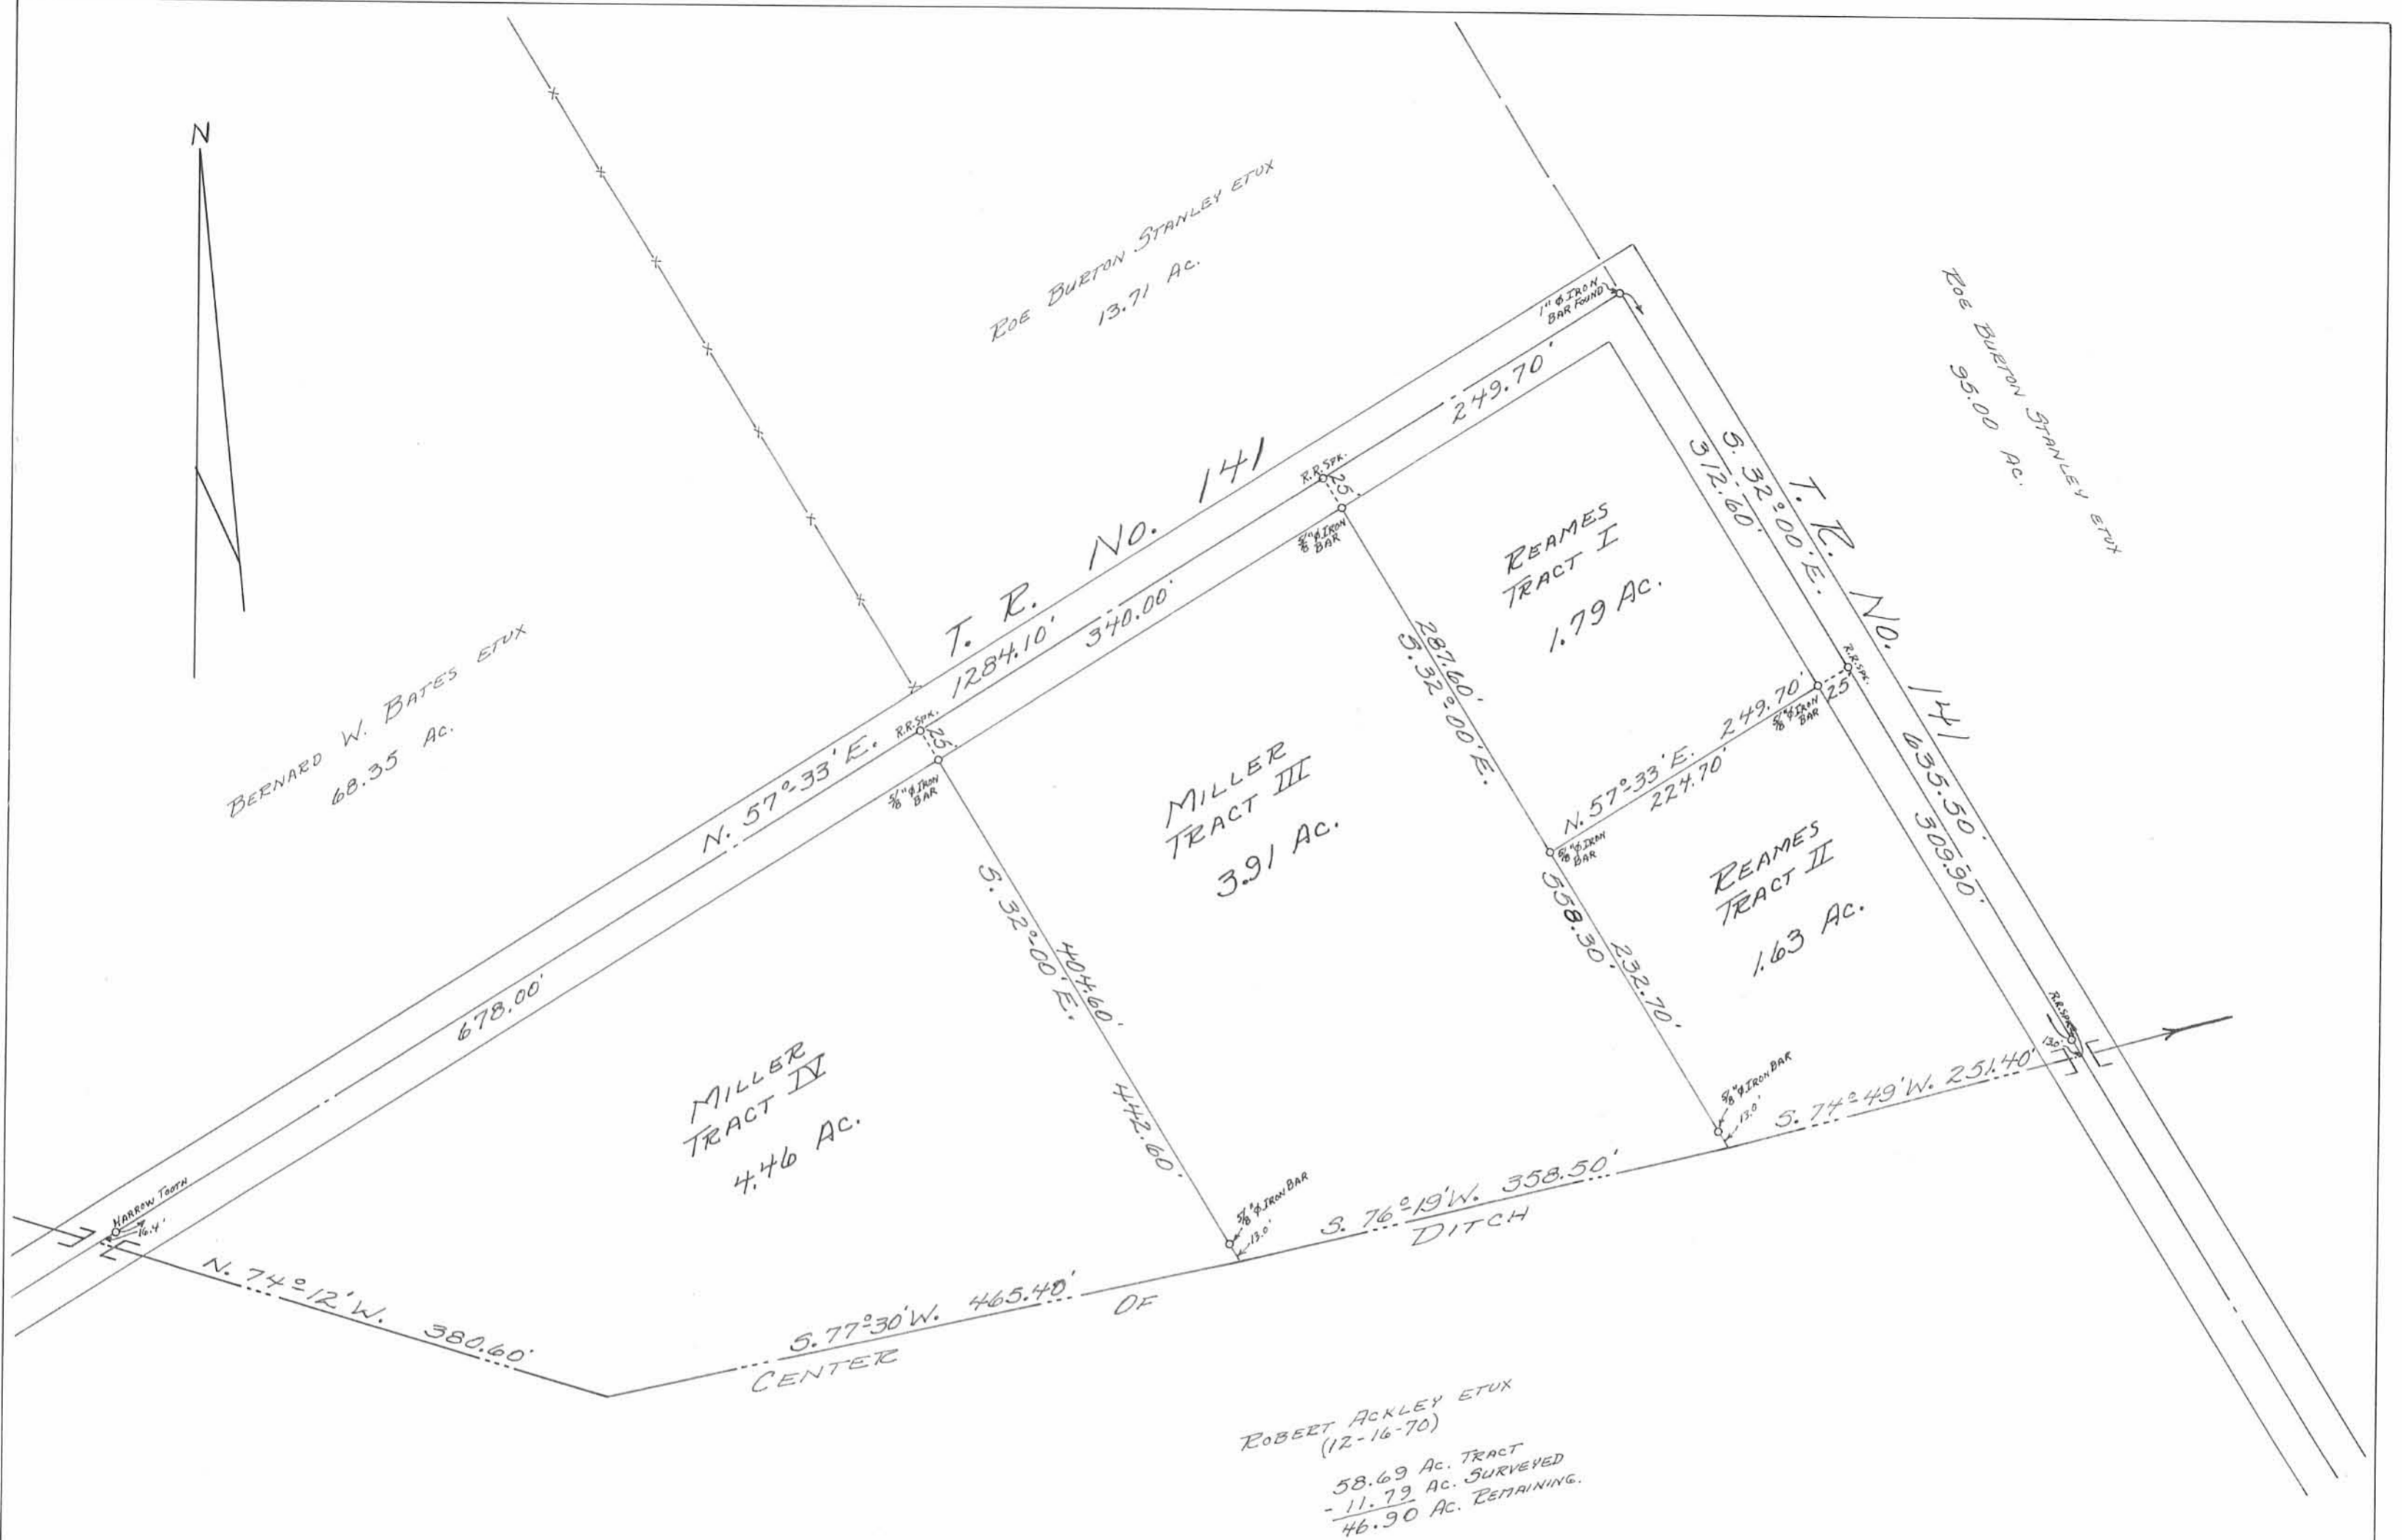 N
ROE BURTON STANLEY ETUX
13.71 AC.
ROE BURTON STANLEY ETUX
95.00 AC.
BERNARD W. BATES ETUX
68.35 AC.
T. R. No. 141
N. 57°-33' E.
1284.10'
678.00'
340.00'
249.70'
1" ⌀ IRON
BAR FOUND
R.R. SPK.
25'
5/8" ⌀ IRON
BAR
R.R. SPK.
25'
5/8" ⌀ IRON
BAR
T. R. No. 141
S. 32°-00' E.
635.50'
312.60'
309.90'
R.R. SPK.
25'
5/8" ⌀ IRON
BAR
REAMES
TRACT I
1.79 AC.
287.60'
S. 32°-00' E.
558.30'
232.70'
N. 57°-33' E. 249.70'
224.70'
5/8" ⌀ IRON
BAR
REAMES
TRACT II
1.63 AC.
MILLER
TRACT III
3.91 AC.
S. 32°-00' E.
404.60'
442.60'
MILLER
TRACT IV
4.46 AC.
HARROW TOOTH
16.4'
R.R. SPK.
13.0'
5/8" ⌀ IRON BAR
13.0'
5/8" ⌀ IRON BAR
13.0'
S. 74°-49' W. 251.40'
S. 76°-19' W. 358.50'
S. 77°-30' W. 465.40'
N. 74°-12' W. 380.60'
CENTER OF DITCH
ROBERT ACKLEY ETUX
(12-16-70)
58.69 AC. TRACT
- 11.79 AC. SURVEYED
46.90 AC. REMAINING.